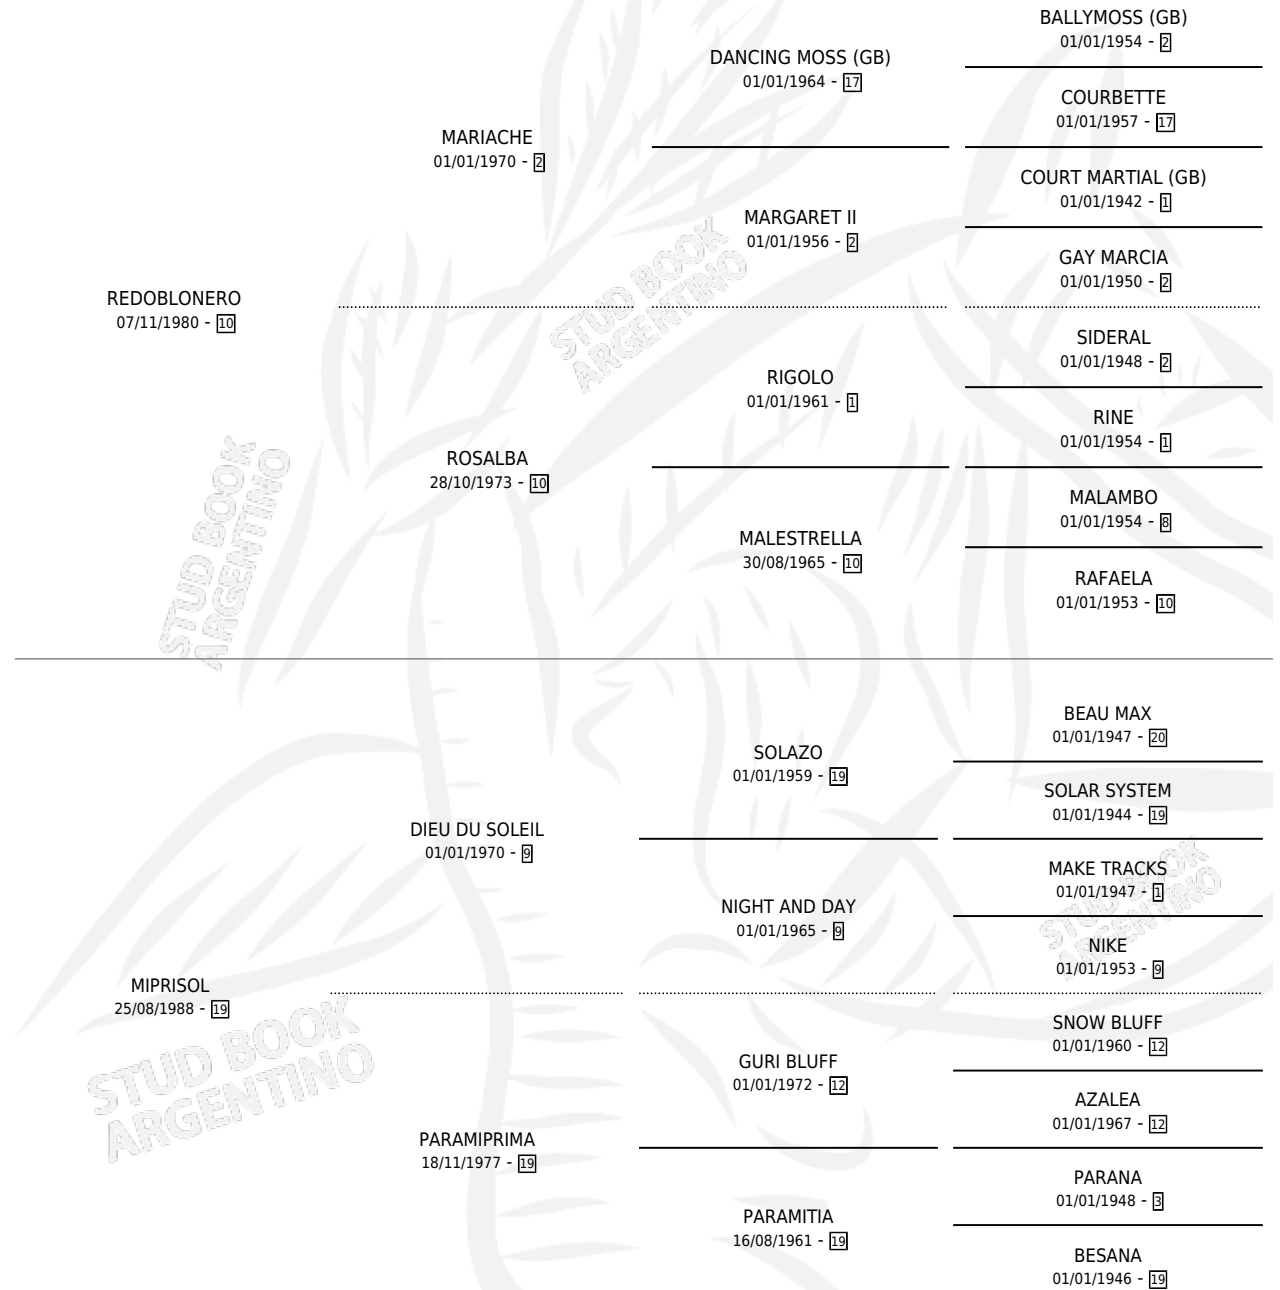 BALLYMOSS (GB)
01/01/1954 - 2
DANCING MOSS (GB)
01/01/1964 - 17
COURBETTE
01/01/1957 - 17
MARIACHE
01/01/1970 - 2
COURT MARTIAL (GB)
01/01/1942 - 1
MARGARET II
01/01/1956 - 2
GAY MARCIA
01/01/1950 - 2
REDOBLONERO
07/11/1980 - 10
SIDERAL
01/01/1948 - 2
RIGOLO
01/01/1961 - 1
RINE
01/01/1954 - 1
ROSALBA
28/10/1973 - 10
MALAMBO
01/01/1954 - 8
MALESTRELLA
30/08/1965 - 10
RAFAELA
01/01/1953 - 10
BEAU MAX
01/01/1947 - 20
SOLAZO
01/01/1959 - 19
SOLAR SYSTEM
01/01/1944 - 19
DIEU DU SOLEIL
01/01/1970 - 9
MAKE TRACKS
01/01/1947 - 1
NIGHT AND DAY
01/01/1965 - 9
NIKE
01/01/1953 - 9
MIPRISOL
25/08/1988 - 19
SNOW BLUFF
01/01/1960 - 12
GURI BLUFF
01/01/1972 - 12
AZALEA
01/01/1967 - 12
PARAMIPRIMA
18/11/1977 - 19
PARANA
01/01/1948 - 3
PARAMITIA
16/08/1961 - 19
BESANA
01/01/1946 - 19
STUD BOOK
ARGENTINO
STUD BOOK
ARGENTINO
STUD BOOK
ARGENTINO
STUD BOOK
ARGENTINO